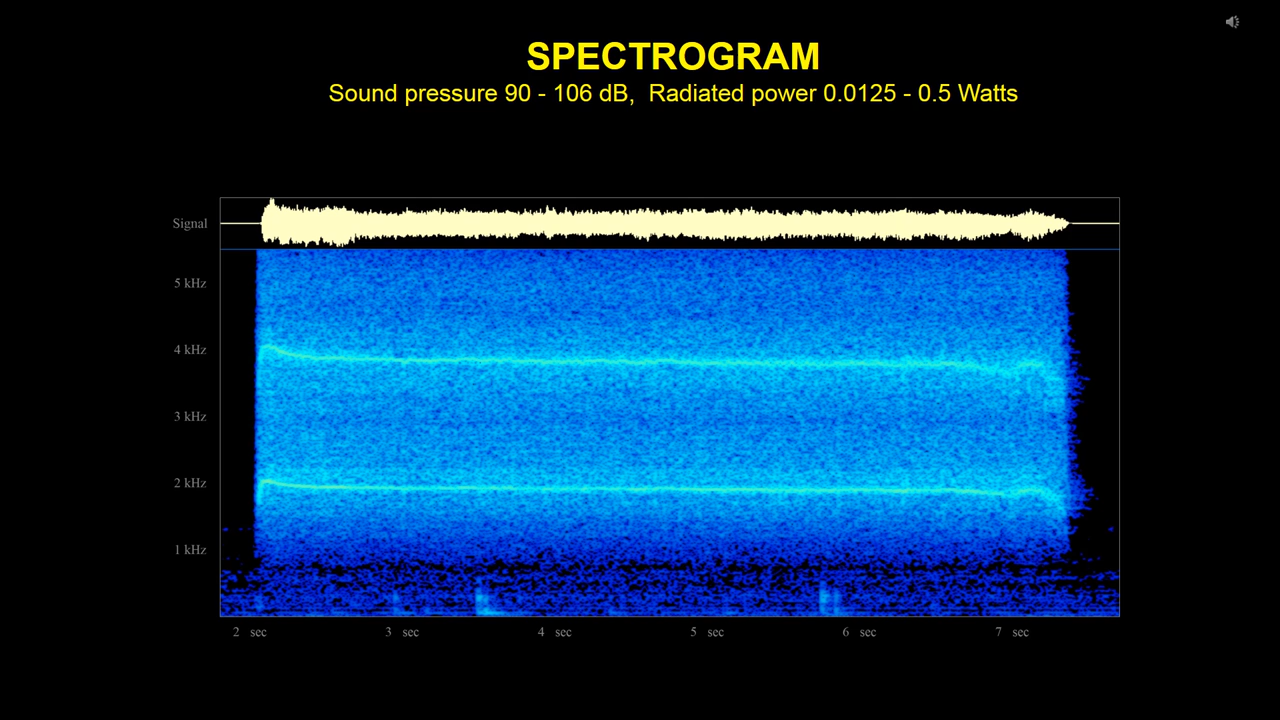 SPECTROGRAM
Sound pressure 90 - 106 dB, Radiated power 0.0125 - 0.5 Watts
Signal
5 kHz
4 kHz
3 kHz
2 kHz
1 kHz
2 sec 3 sec 4 sec 5 sec 6 sec 7 sec